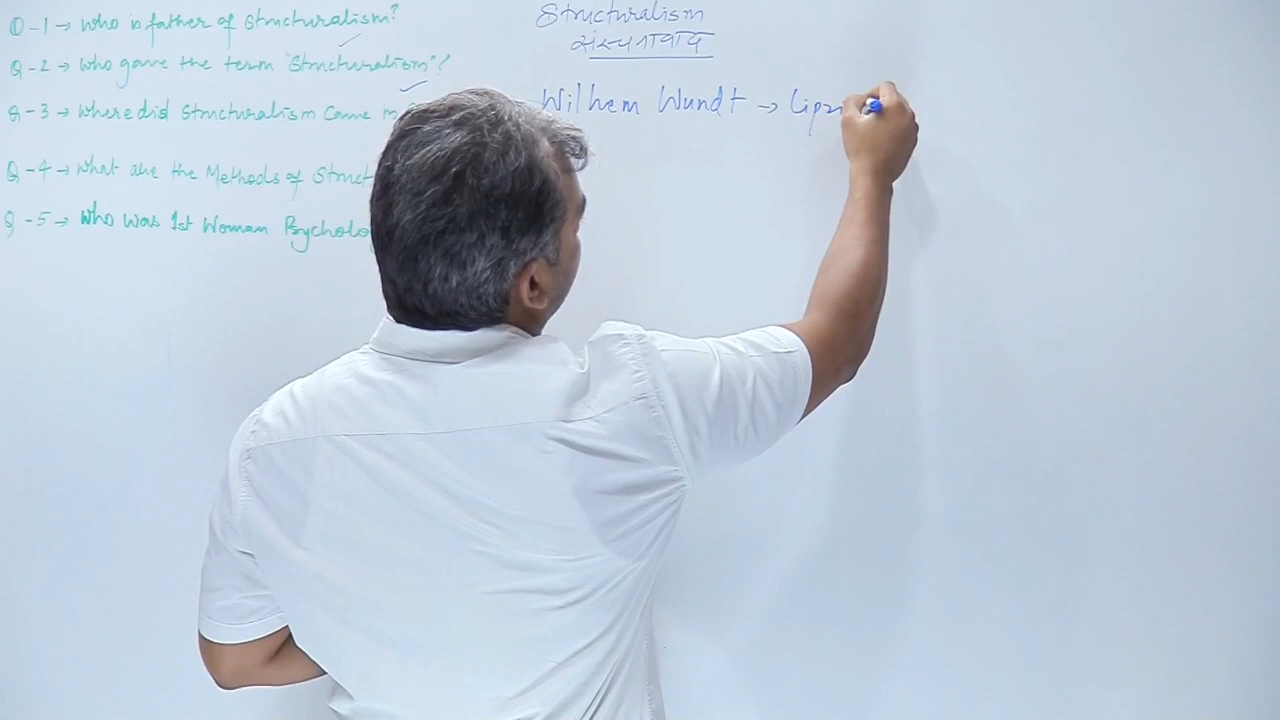 Q-1 → Who is father of structuralism?
Q-2 → Who gave the term "Structuralism"?
Q-3 → Where did Structuralism Came in
Q-4 → What are the Methods of Struct
Q-5 → Who was 1st Woman Psycholo
Structuralism
संरचनावाद
Wilhem Wundt → Lipzi